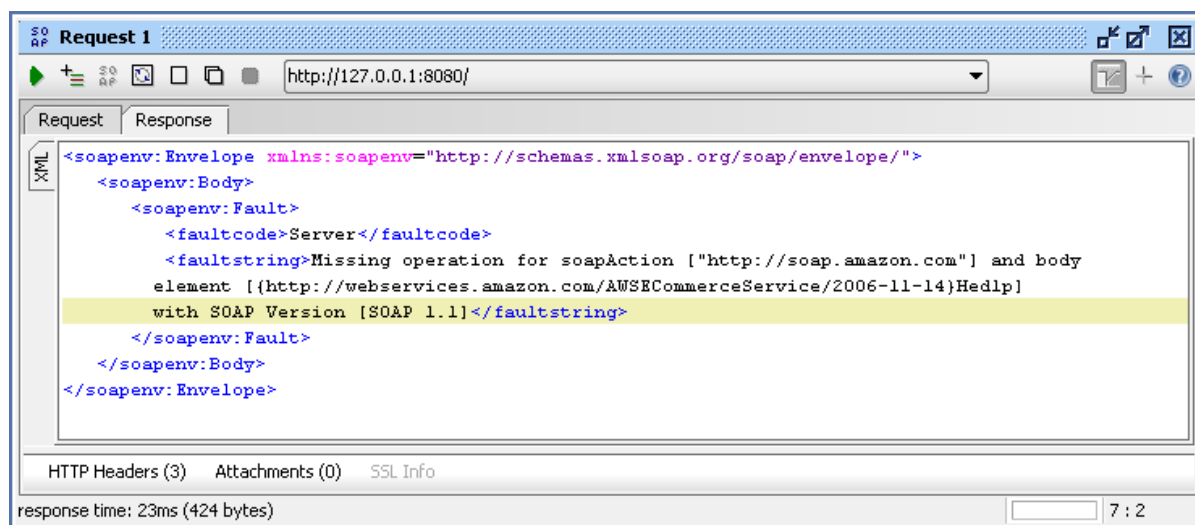 SO AP Request 1
SO AP http://127.0.0.1:8080/
Request Response
XML
<soapenv:Envelope xmlns:soapenv="http://schemas.xmlsoap.org/soap/envelope/">
<soapenv:Body>
<soapenv:Fault>
<faultcode>Server</faultcode>
<faultstring>Missing operation for soapAction ["http://soap.amazon.com"] and body
element [{http://webservices.amazon.com/AWSECommerceService/2006-11-14}Hedlp]
with SOAP Version [SOAP 1.1]</faultstring>
</soapenv:Fault>
</soapenv:Body>
</soapenv:Envelope>
HTTP Headers (3) Attachments (0) SSL Info
response time: 23ms (424 bytes) 7 : 2